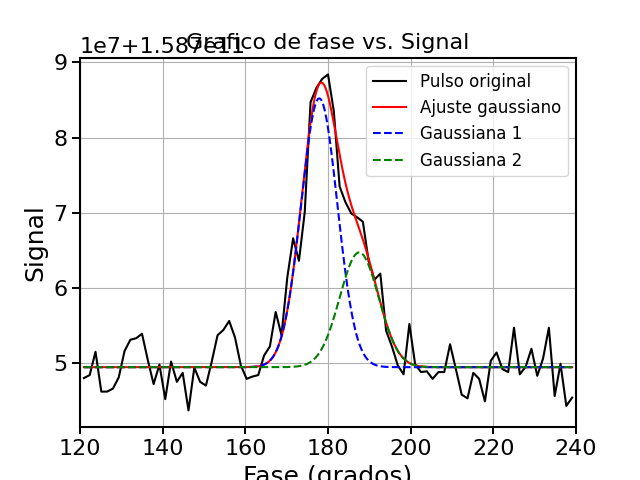 1e7+1.587e11
Grafico de fase vs. Signal
Pulso original
Ajuste gaussiano
Gaussiana 1
Gaussiana 2
Signal
9
8
7
6
5
120 140 160 180 200 220 240
Fase (grados)